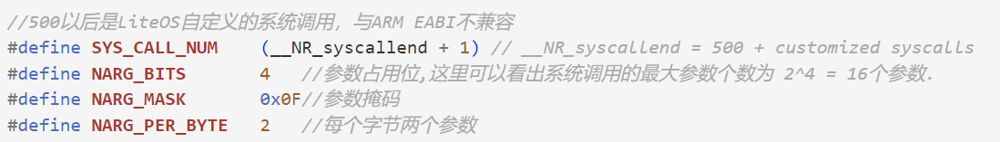 //500以后是LiteOS自定义的系统调用，与ARM EABI不兼容
#define SYS_CALL_NUM    (__NR_syscallend + 1) // __NR_syscallend = 500 + customized syscalls
#define NARG_BITS       4   //参数占用位,这里可以看出系统调用的最大参数个数为 2^4 = 16个参数.
#define NARG_MASK       0x0F//参数掩码
#define NARG_PER_BYTE   2   //每个字节两个参数